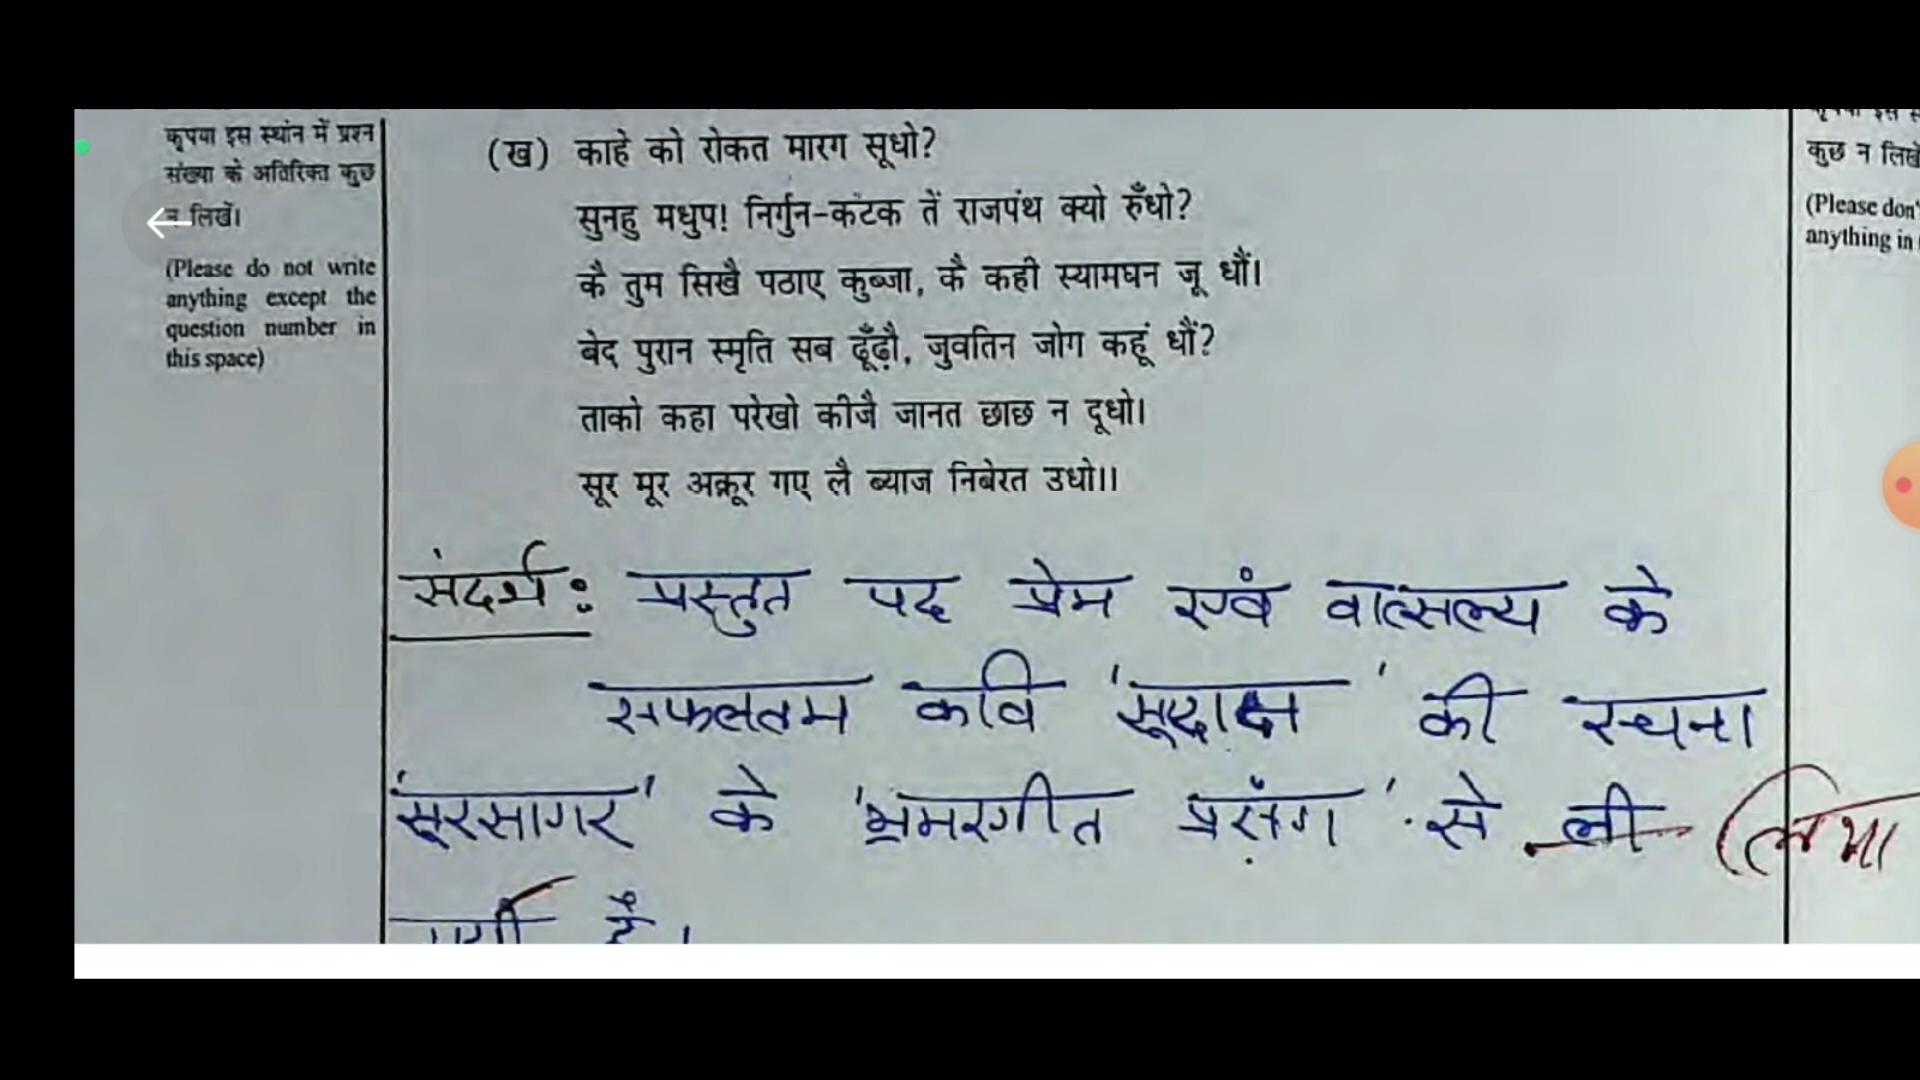 कृपया इस स्थान में प्रश्न
संख्या के अतिरिक्त कुछ
न लिखें।
(Please do not write
anything except the
question number in
this space)
(ख) काहे को रोकत मारग सूधो?
सुनहु मधुप! निर्गुन-कंटक तें राजपंथ क्यो रुँधो?
कै तुम सिखै पठाए कुब्जा, कै कही स्यामघन जू धौं।
बेद पुरान स्मृति सब ढूँढ़ौ, जुवतिन जोग कहूं धौं?
ताको कहा परेखो कीजै जानत छाछ न दूधो।
सूर मूर अक्रूर गए लै ब्याज निबेरत उधो।।
संदर्भ: प्रस्तुत पद प्रेम एवं वात्सल्य के
सफलतम कवि 'सूरदास' की रचना
'सूरसागर' के 'भ्रमरगीत प्रसंग' से ली (लिया
है।
कुछ न लिखें
(Please don't
anything in